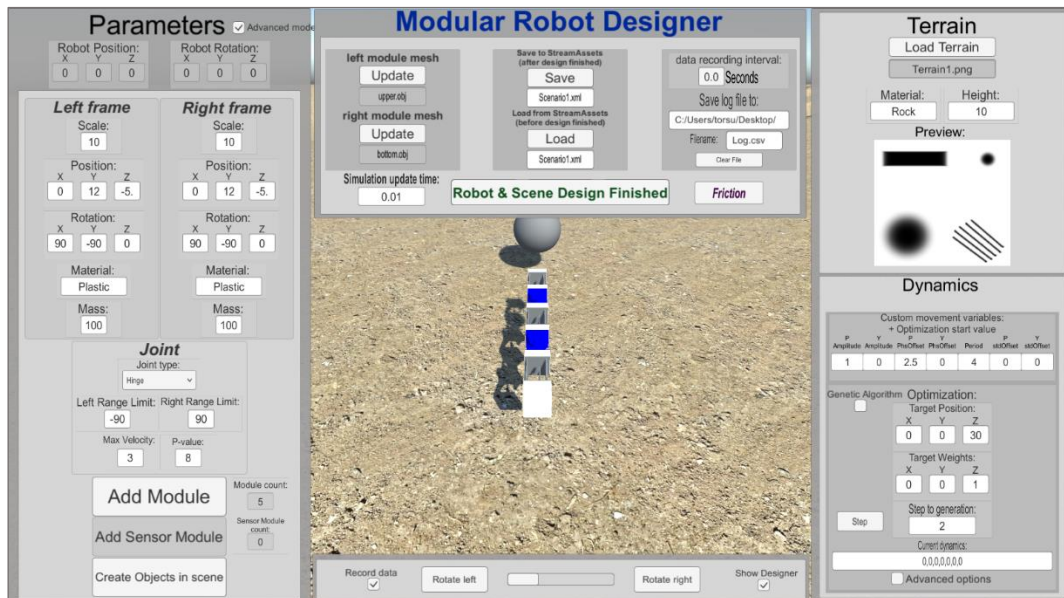 Parameters
Advanced mode
Robot Position:
Robot Rotation:
X Y Z X Y Z
0 0 0 0 0 0
Left frame Right frame
Scale: Scale:
10 10
Position: Position:
X Y Z X Y Z
0 12 -5. 0 12 -5.
Rotation: Rotation:
X Y Z X Y Z
90 -90 0 90 -90 0
Material: Material:
Plastic Plastic
Mass: Mass:
100 100
Joint
Joint type:
Hinge
Left Range Limit: Right Range Limit:
-90 90
Max Velocity: P-value:
3 8
Add Module
Module count:
5
Add Sensor Module
Sensor Module
count:
0
Create Objects in scene
Modular Robot Designer
left module mesh
Update
upper.obj
right module mesh
Update
bottom.obj
Save to StreamAssets
(after design finished)
Save
Scenario1.xml
Load from StreamAssets
(before design finished)
Load
Scenario1.xml
data recording interval:
0.0 Seconds
Save log file to:
C:/Users/torsu/Desktop/
Filename: Log.csv
Clear File
Simulation update time:
0.01
Robot & Scene Design Finished
Friction
Record data
Rotate left
Rotate right
Show Designer
Terrain
Load Terrain
Terrain1.png
Material: Height:
Rock 10
Preview:
Dynamics
Custom movement variables:
+ Optimization start value
P Y P Y P Y
Amplitude Amplitude PhsOffset PhsOffset Period stdOffset stdOffset
1 0 2.5 0 4 0 0
Genetic Algorithm Optimization:
Target Position:
X Y Z
0 0 30
Target Weights:
X Y Z
0 0 1
Step to generation:
Step
2
Current dynamics:
0,0,0,0,0,0,0
Advanced options